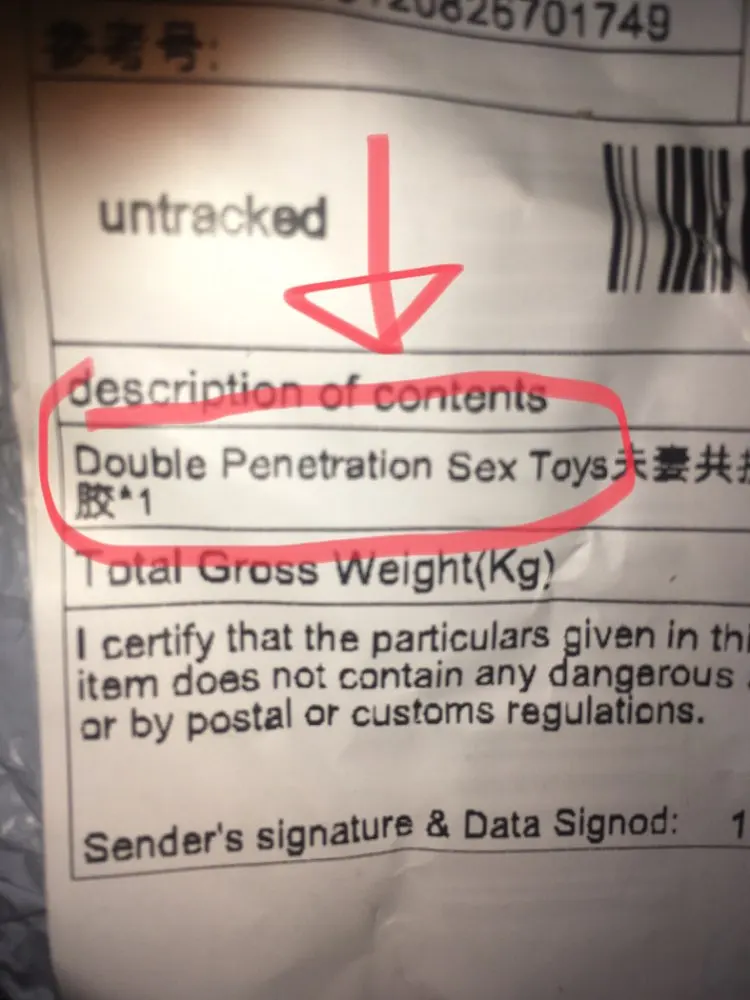 20826701749
參考号:
untracked
description of contents
Double Penetration Sex Toys夫妻共
胶*1
Total Gross Weight(Kg)
I certify that the particulars given in thi
item does not contain any dangerous
or by postal or customs regulations.
Sender's signature & Data Signod: 1